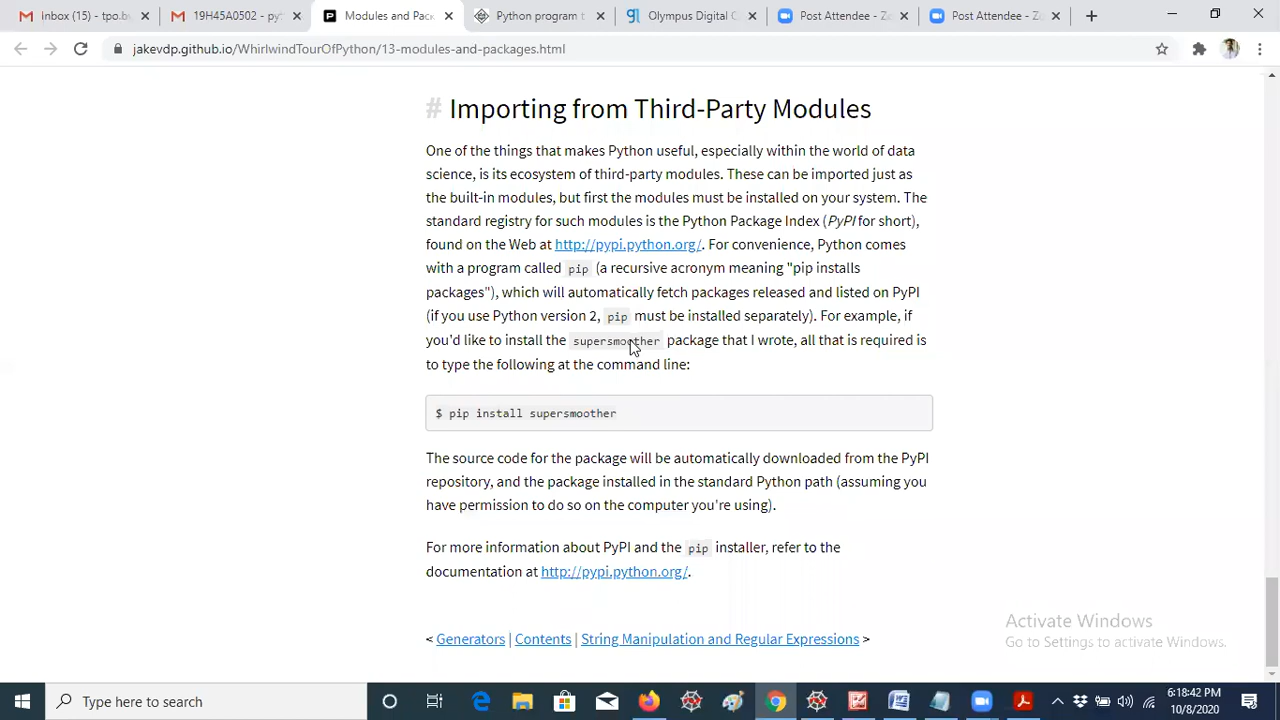 Inbox (15) - tpo.bv
19H45A0502 - pyt
Modules and Pack
Python program t
Olympus Digital C
Post Attendee - Zo
Post Attendee - Zo
jakevdp.github.io/WhirlwindTourOfPython/13-modules-and-packages.html
# Importing from Third-Party Modules
One of the things that makes Python useful, especially within the world of data
science, is its ecosystem of third-party modules. These can be imported just as
the built-in modules, but first the modules must be installed on your system. The
standard registry for such modules is the Python Package Index (PyPI for short),
found on the Web at http://pypi.python.org/. For convenience, Python comes
with a program called pip (a recursive acronym meaning "pip installs
packages"), which will automatically fetch packages released and listed on PyPI
(if you use Python version 2, pip must be installed separately). For example, if
you'd like to install the supersmoother package that I wrote, all that is required is
to type the following at the command line:
$ pip install supersmoother
The source code for the package will be automatically downloaded from the PyPI
repository, and the package installed in the standard Python path (assuming you
have permission to do so on the computer you're using).
For more information about PyPI and the pip installer, refer to the
documentation at http://pypi.python.org/.
< Generators | Contents | String Manipulation and Regular Expressions >
Activate Windows
Go to Settings to activate Windows.
Type here to search
6:18:42 PM
10/8/2020